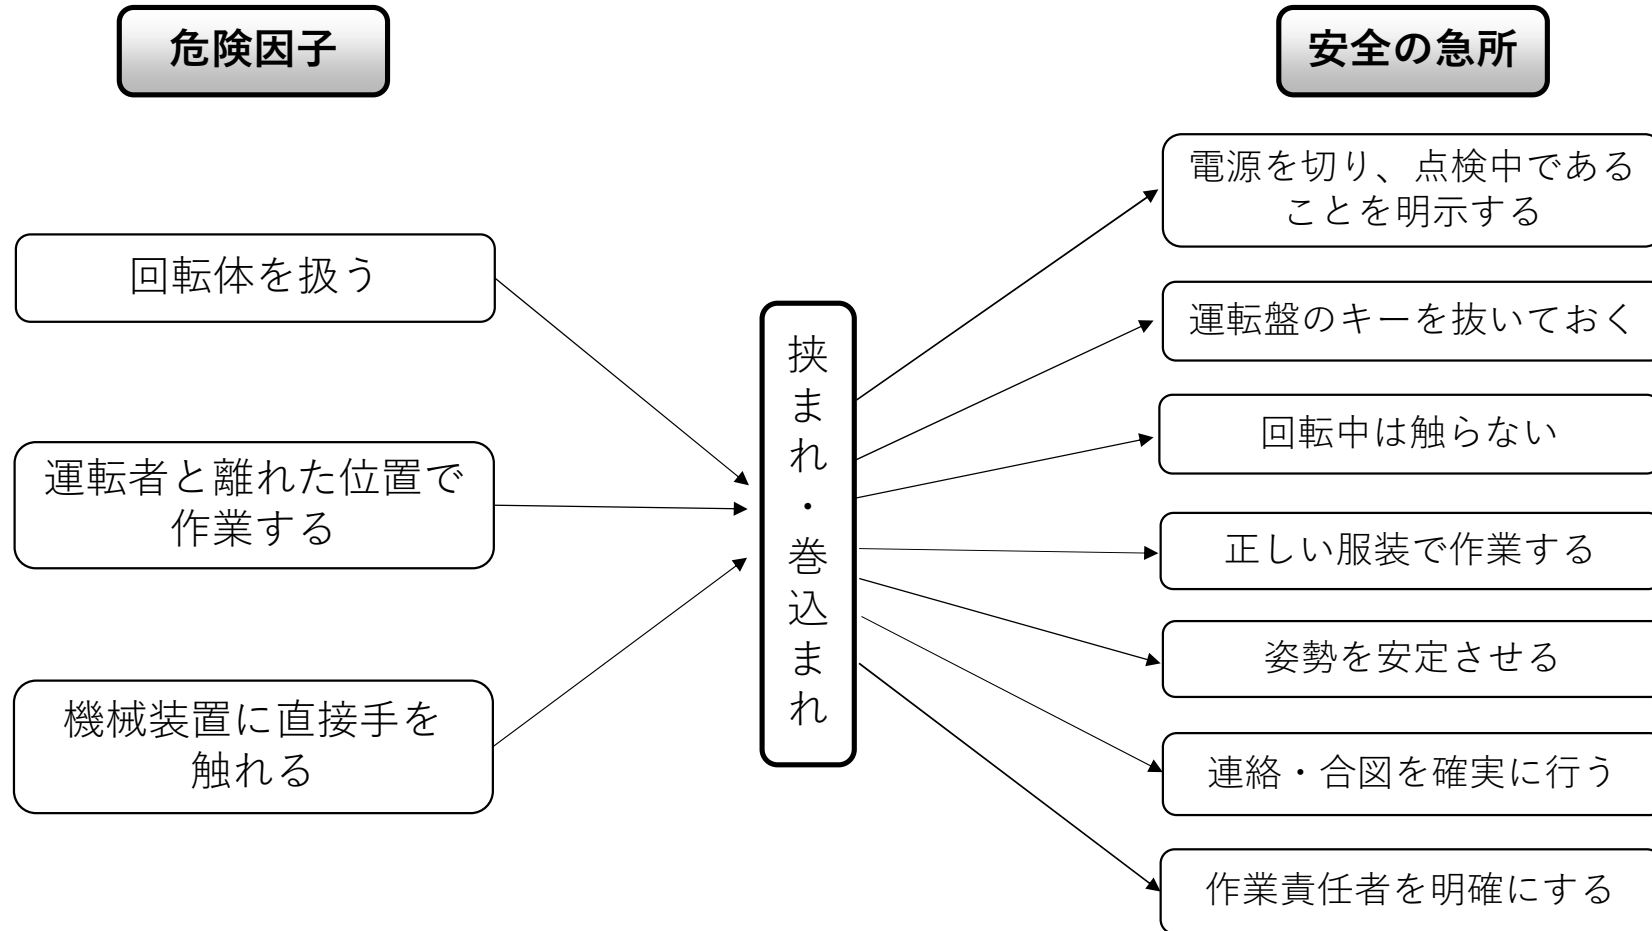 危険因子
安全の急所
回転体を扱う
運転者と離れた位置で
作業する
機械装置に直接手を
触れる
挟まれ・巻込まれ
電源を切り、点検中である
ことを明示する
運転盤のキーを抜いておく
回転中は触らない
正しい服装で作業する
姿勢を安定させる
連絡・合図を確実に行う
作業責任者を明確にする